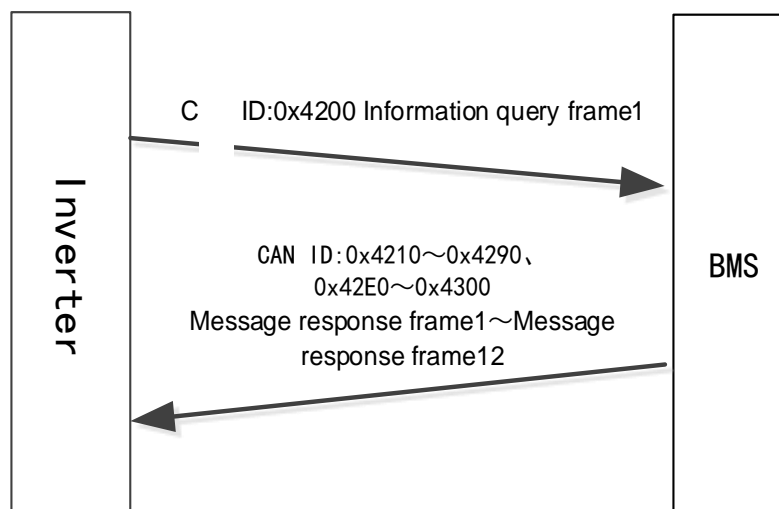 C ID:0x4200 Information query frame1
Inverter
CAN ID:0x4210～0x4290、
0x42E0～0x4300
Message response frame1～Message
response frame12
BMS